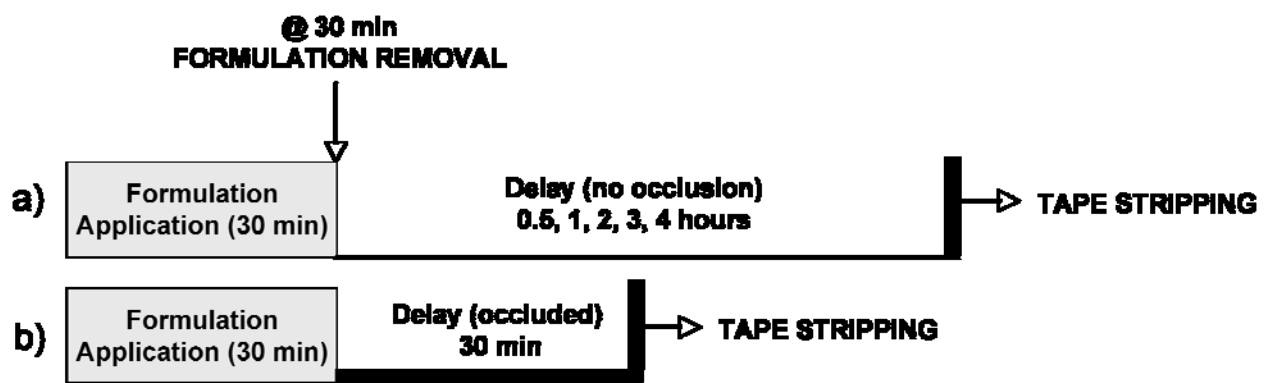 @ 30 min
FORMULATION REMOVAL
a)
Formulation
Application (30 min)
Delay (no occlusion)
0.5, 1, 2, 3, 4 hours
TAPE STRIPPING
b)
Formulation
Application (30 min)
Delay (occluded)
30 min
TAPE STRIPPING